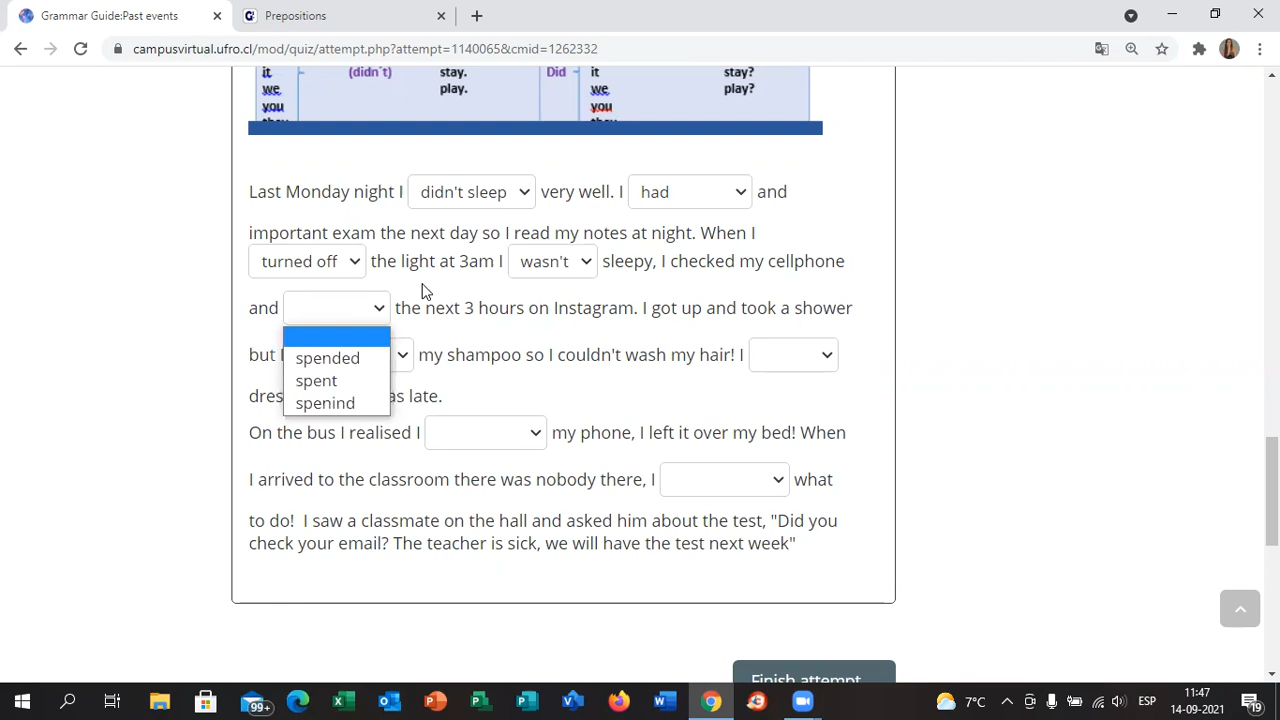 Grammar Guide:Past events
Prepositions
campusvirtual.ufro.cl/mod/quiz/attempt.php?attempt=1140065&cmid=1262332
it (didn´t) stay. Did it stay?
we play. we play?
you you
Last Monday night I didn't sleep very well. I had and
important exam the next day so I read my notes at night. When I
turned off the light at 3am I wasn't sleepy, I checked my cellphone
and the next 3 hours on Instagram. I got up and took a shower
but my shampoo so I couldn't wash my hair! I
as late.
spended
spent
spenind
On the bus I realised I my phone, I left it over my bed! When
I arrived to the classroom there was nobody there, I what
to do! I saw a classmate on the hall and asked him about the test, "Did you
check your email? The teacher is sick, we will have the test next week"
Finish attempt
99+
7°C
ESP
11:47
14-09-2021
19